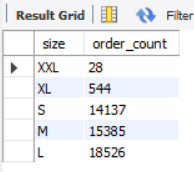 Result Grid Filter
size order_count
XXL 28
XL 544
S 14137
M 15385
L 18526